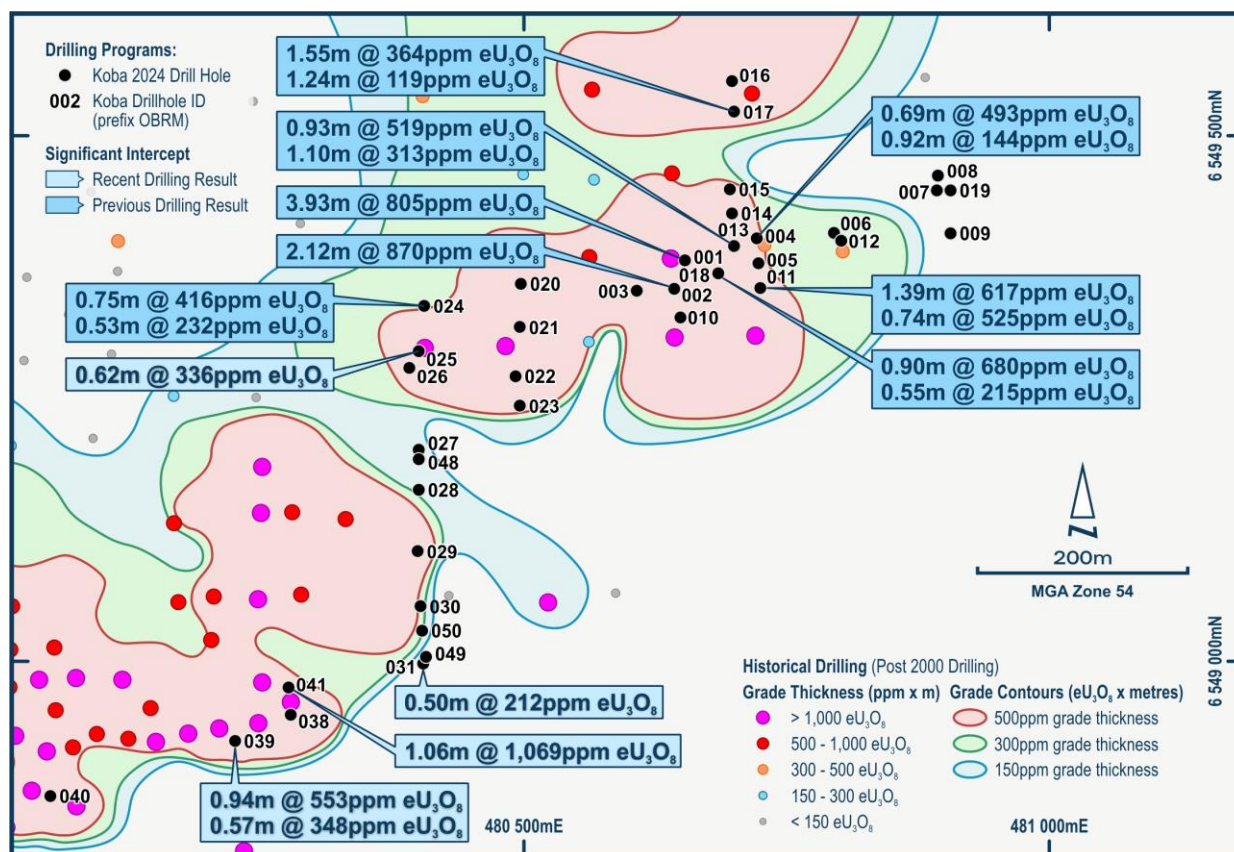 Drilling Programs:
Koba 2024 Drill Hole
002 Koba Drillhole ID
(prefix OBRM)
Significant Intercept
Recent Drilling Result
Previous Drilling Result
1.55m @ 364ppm eU₃O₈
1.24m @ 119ppm eU₃O₈
0.93m @ 519ppm eU₃O₈
1.10m @ 313ppm eU₃O₈
3.93m @ 805ppm eU₃O₈
2.12m @ 870ppm eU₃O₈
0.75m @ 416ppm eU₃O₈
0.53m @ 232ppm eU₃O₈
0.62m @ 336ppm eU₃O₈
0.69m @ 493ppm eU₃O₈
0.92m @ 144ppm eU₃O₈
1.39m @ 617ppm eU₃O₈
0.74m @ 525ppm eU₃O₈
0.90m @ 680ppm eU₃O₈
0.55m @ 215ppm eU₃O₈
016
017
015
014
013
004
005
011
001
018
002
003
010
006
012
008
007
019
009
020
021
022
023
024
025
026
027
048
028
029
030
050
049
031
041
038
039
040
0.50m @ 212ppm eU₃O₈
1.06m @ 1,069ppm eU₃O₈
0.94m @ 553ppm eU₃O₈
0.57m @ 348ppm eU₃O₈
6 549 500mN
6 549 000mN
480 500mE
481 000mE
N
200m
MGA Zone 54
Historical Drilling (Post 2000 Drilling)
Grade Thickness (ppm x m)
> 1,000 eU₃O₈
500 - 1,000 eU₃O₈
300 - 500 eU₃O₈
150 - 300 eU₃O₈
< 150 eU₃O₈
Grade Contours (eU₃O₈ x metres)
500ppm grade thickness
300ppm grade thickness
150ppm grade thickness